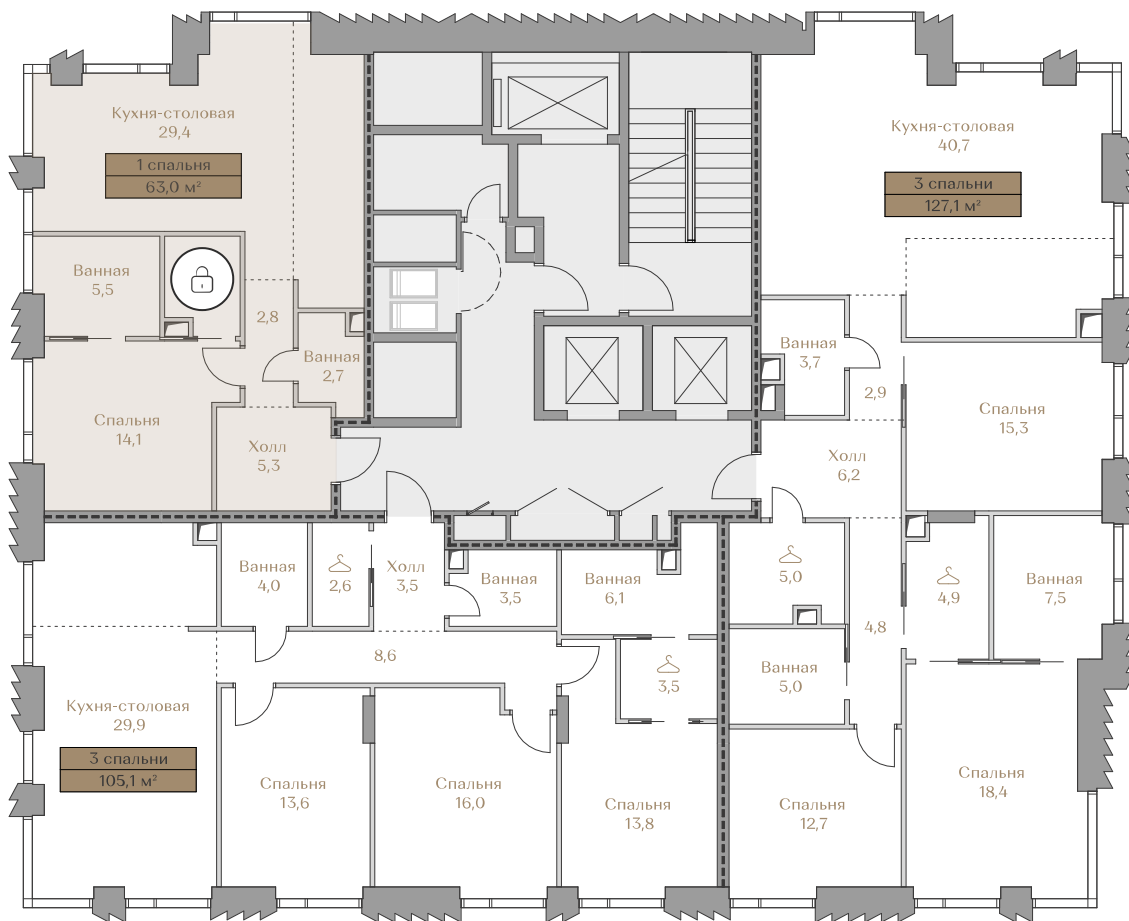 Кухня-столовая
29,4
1 спальня
63,0 м²
Ванная
5,5
2,8
Ванная
2,7
Спальня
14,1
Холл
5,3
Кухня-столовая
40,7
3 спальни
127,1 м²
Ванная
3,7
2,9
Спальня
15,3
Холл
6,2
5,0
4,9
Ванная
7,5
4,8
Ванная
5,0
Спальня
12,7
Спальня
18,4
Ванная
4,0
2,6
Холл
3,5
Ванная
3,5
Ванная
6,1
8,6
3,5
Кухня-столовая
29,9
3 спальни
105,1 м²
Спальня
13,6
Спальня
16,0
Спальня
13,8